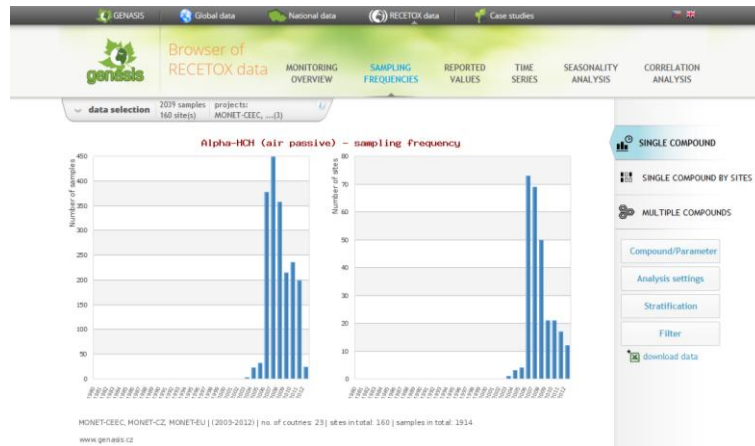 GENASIS Global data National data RECETOX data Case studies
genasis
Browser of
RECETOX data
MONITORING
OVERVIEW
SAMPLING
FREQUENCIES
REPORTED
VALUES
TIME
SERIES
SEASONALITY
ANALYSIS
CORRELATION
ANALYSIS
data selection
2039 samples
160 site(s)
projects:
MONET-CEEC, ....(3)
Alpha-HCH (air passive) - sampling frequency
Number of samples
450
400
350
300
250
200
150
100
50
0
Number of sites
80
70
60
50
40
30
20
10
0
SINGLE COMPOUND
SINGLE COMPOUND BY SITES
MULTIPLE COMPOUNDS
Compound/Parameter
Analysis settings
Stratification
Filter
download data
MONET-CEEC, MONET-CZ, MONET-EU | (2003-2012) | no. of coutries: 23 | sites in total: 160 | samples in total: 1914
www.genasis.cz